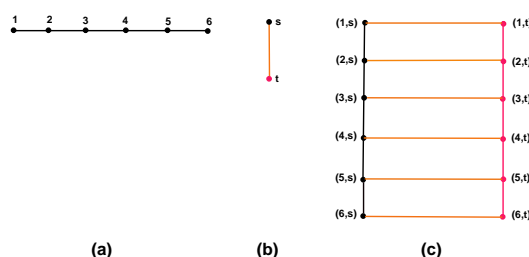 1 2 3 4 5 6
s
t
(1,s) (1,t)
(2,s) (2,t)
(3,s) (3,t)
(4,s) (4,t)
(5,s) (5,t)
(6,s) (6,t)
(a) (b) (c)